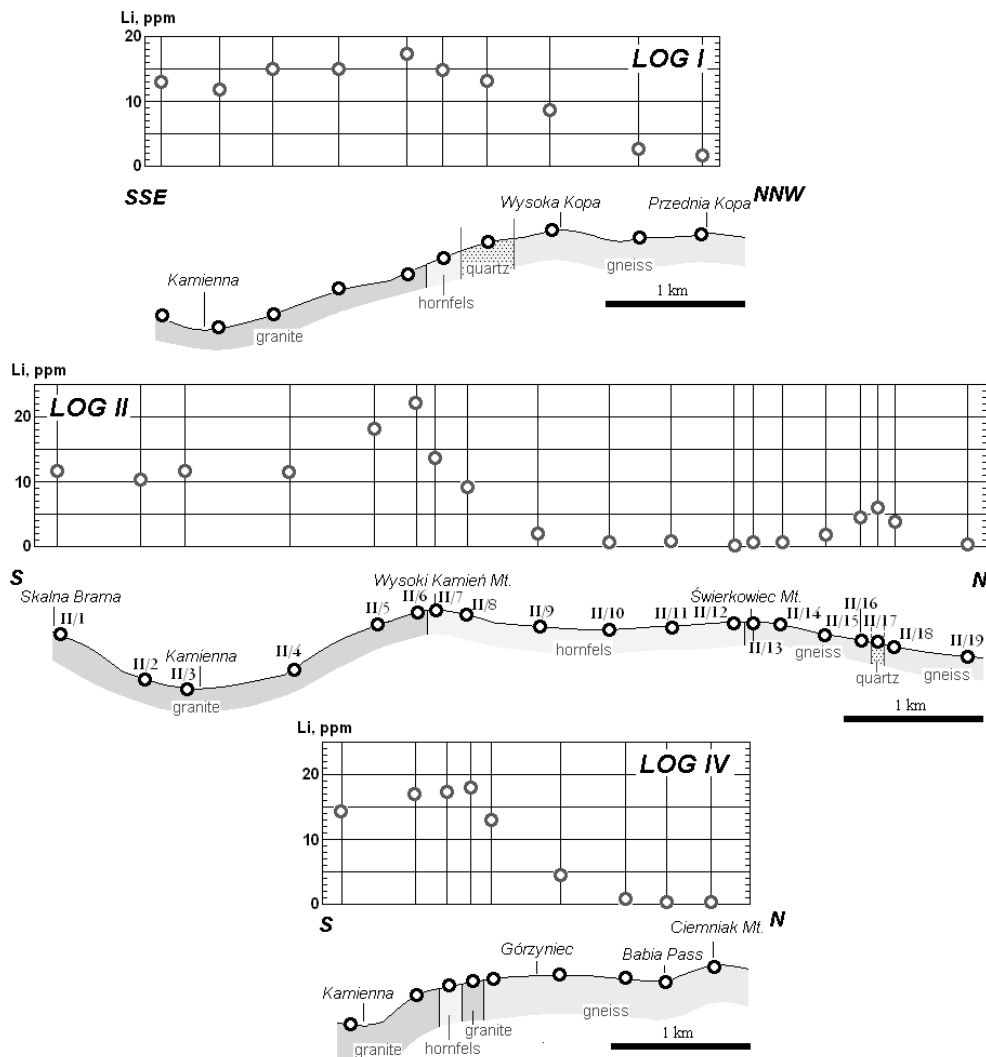 Li, ppm
20
LOG I
10
0
SSE
NNW
Wysoka Kopa
Przednia Kopa
Kamienna
quartz
gneiss
hornfels
1 km
granite
Li, ppm
LOG II
20
10
0
S
N
Skalna Brama
Wysoki Kamień Mt.
Świerkowiec Mt.
II/1
II/2
II/3
Kamienna
II/4
II/5
II/6
II/7
II/8
II/9
II/10
II/11
II/12
II/13
II/14
II/15
II/16
II/17
II/18
II/19
granite
hornfels
gneiss
quartz
gneiss
1 km
Li, ppm
LOG IV
20
10
0
S
N
Ciemniak Mt.
Górzyniec
Babia Pass
Kamienna
gneiss
granite
granite
hornfels
1 km